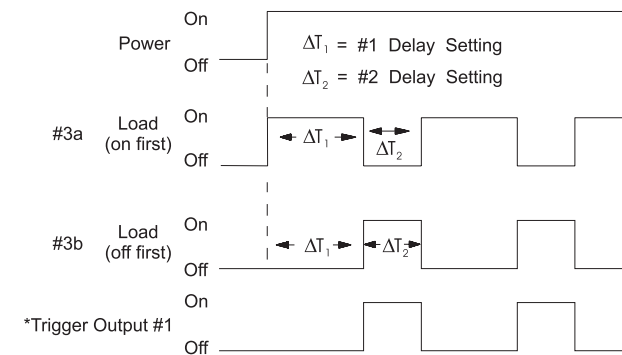 On
Power
Off
ΔT₁ = #1 Delay Setting
ΔT₂ = #2 Delay Setting
On
#3a Load (on first)
Off
ΔT₁
ΔT₂
On
#3b Load (off first)
Off
ΔT₁
ΔT₂
On
*Trigger Output #1
Off